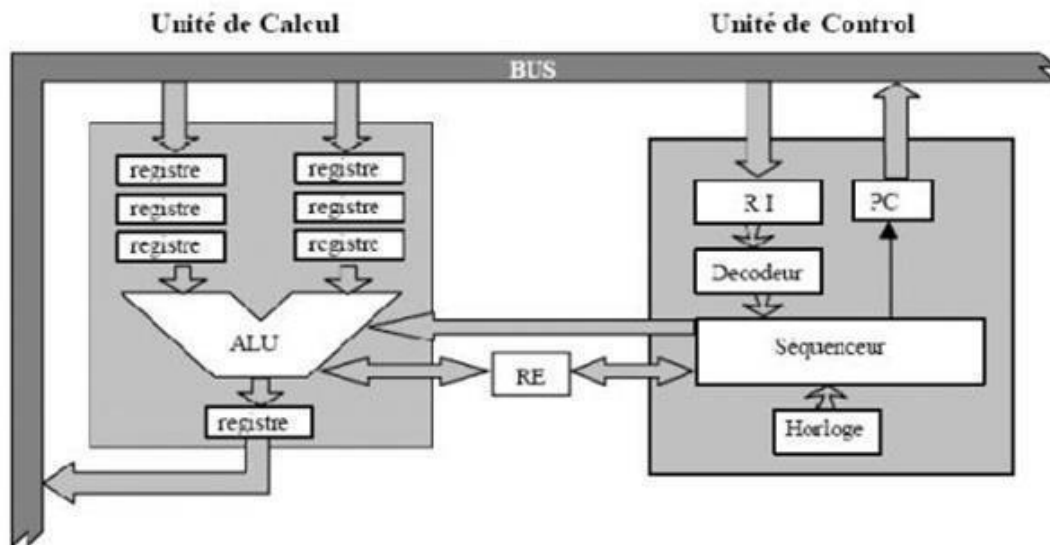 Unité de Calcul
Unité de Control
BUS
registre
registre
registre
registre
registre
registre
ALU
registre
RE
R I
PC
Decodeur
Séquenceur
Horloge